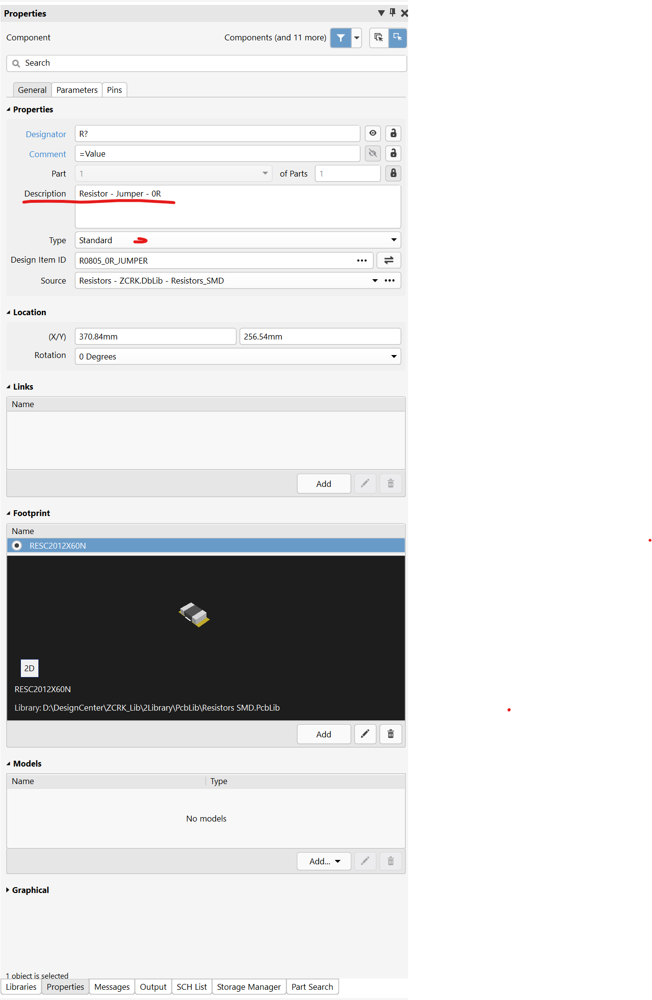 Properties
Component Components (and 11 more)
Search
General Parameters Pins
Properties
Designator R?
Comment =Value
Part 1 of Parts 1
Description Resistor - Jumper - 0R
Type Standard
Design Item ID R0805_0R_JUMPER
Source Resistors - ZCRK.DbLib - Resistors_SMD
Location
(X/Y) 370.84mm 256.54mm
Rotation 0 Degrees
Links
Name
Add
Footprint
Name
RESC2012X60N
2D
RESC2012X60N
Library: D:\DesignCenter\ZCRK_Lib\2Library\PcbLib\Resistors SMD.PcbLib
Add
Models
Name Type
No models
Add...
Graphical
1 object is selected
Libraries Properties Messages Output SCH List Storage Manager Part Search